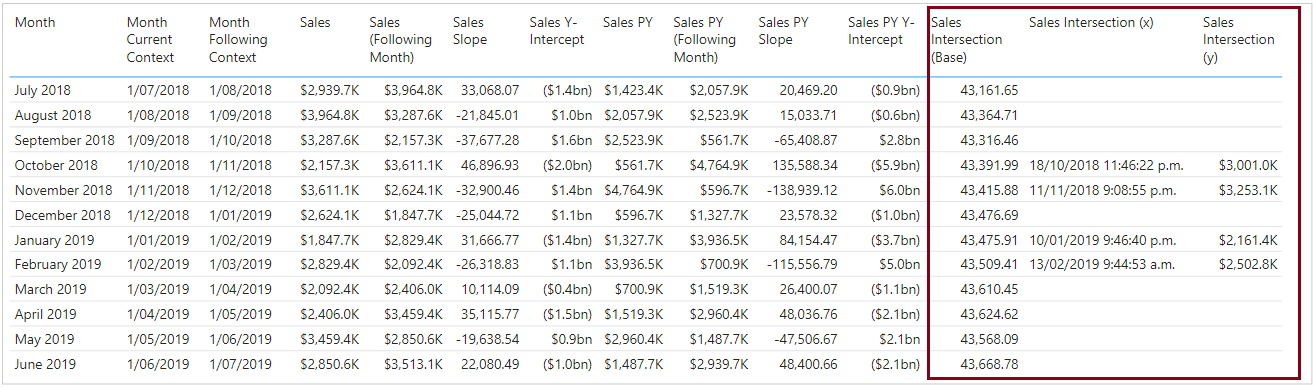 Month Month Current Context Month Following Context Sales Sales (Following Month) Sales Slope Sales Y-Intercept Sales PY Sales PY (Following Month) Sales PY Slope Sales PY Y-Intercept Sales Intersection (Base) Sales Intersection (x) Sales Intersection (y)
July 2018 1/07/2018 1/08/2018 $2,939.7K $3,964.8K 33,068.07 ($1.4bn) $1,423.4K $2,057.9K 20,469.20 ($0.9bn) 43,161.65
August 2018 1/08/2018 1/09/2018 $3,964.8K $3,287.6K -21,845.01 $1.0bn $2,057.9K $2,523.9K 15,033.71 ($0.6bn) 43,364.71
September 2018 1/09/2018 1/10/2018 $3,287.6K $2,157.3K -37,677.28 $1.6bn $2,523.9K $561.7K -65,408.87 $2.8bn 43,316.46
October 2018 1/10/2018 1/11/2018 $2,157.3K $3,611.1K 46,896.93 ($2.0bn) $561.7K $4,764.9K 135,588.34 ($5.9bn) 43,391.99 18/10/2018 11:46:22 p.m. $3,001.0K
November 2018 1/11/2018 1/12/2018 $3,611.1K $2,624.1K -32,900.46 $1.4bn $4,764.9K $596.7K -138,939.12 $6.0bn 43,415.88 11/11/2018 9:08:55 p.m. $3,253.1K
December 2018 1/12/2018 1/01/2019 $2,624.1K $1,847.7K -25,044.72 $1.1bn $596.7K $1,327.7K 23,578.32 ($1.0bn) 43,476.69
January 2019 1/01/2019 1/02/2019 $1,847.7K $2,829.4K 31,666.77 ($1.4bn) $1,327.7K $3,936.5K 84,154.47 ($3.7bn) 43,475.91 10/01/2019 9:46:40 p.m. $2,161.4K
February 2019 1/02/2019 1/03/2019 $2,829.4K $2,092.4K -26,318.83 $1.1bn $3,936.5K $700.9K -115,556.79 $5.0bn 43,509.41 13/02/2019 9:44:53 a.m. $2,502.8K
March 2019 1/03/2019 1/04/2019 $2,092.4K $2,406.0K 10,114.09 ($0.4bn) $700.9K $1,519.3K 26,400.07 ($1.1bn) 43,610.45
April 2019 1/04/2019 1/05/2019 $2,406.0K $3,459.4K 35,115.77 ($1.5bn) $1,519.3K $2,960.4K 48,036.76 ($2.1bn) 43,624.62
May 2019 1/05/2019 1/06/2019 $3,459.4K $2,850.6K -19,638.54 $0.9bn $2,960.4K $1,487.7K -47,506.67 $2.1bn 43,568.09
June 2019 1/06/2019 1/07/2019 $2,850.6K $3,513.1K 22,080.49 ($1.0bn) $1,487.7K $2,939.7K 48,400.66 ($2.1bn) 43,668.78